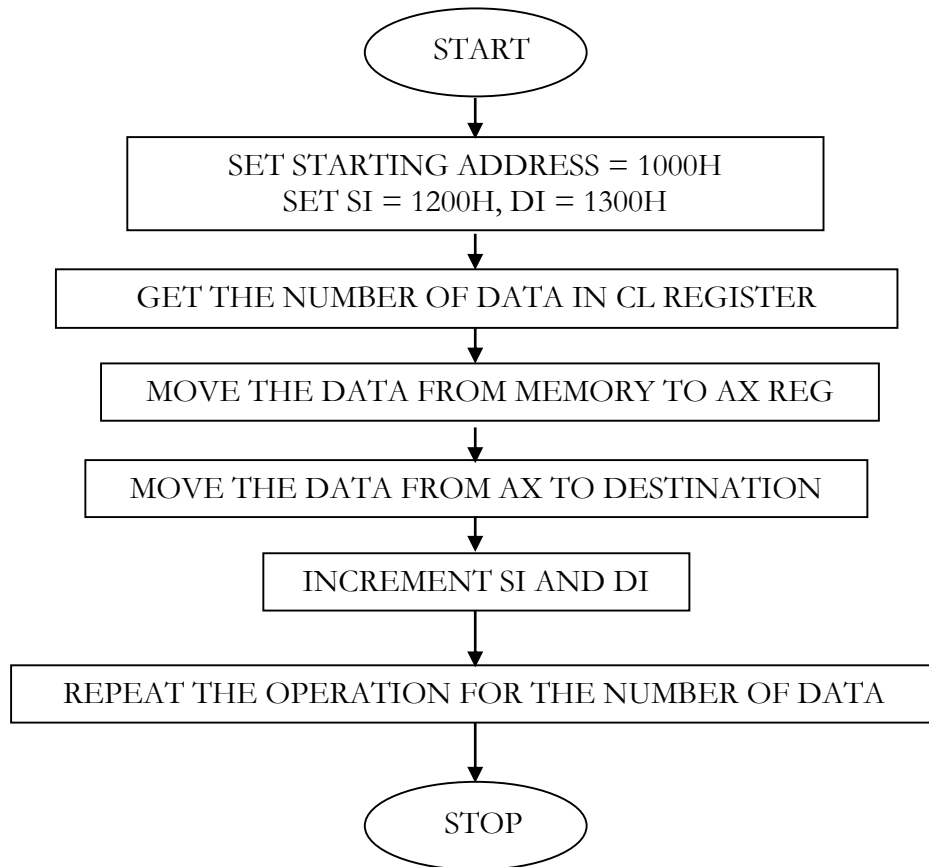 START
SET STARTING ADDRESS = 1000H
SET SI = 1200H, DI = 1300H
GET THE NUMBER OF DATA IN CL REGISTER
MOVE THE DATA FROM MEMORY TO AX REG
MOVE THE DATA FROM AX TO DESTINATION
INCREMENT SI AND DI
REPEAT THE OPERATION FOR THE NUMBER OF DATA
STOP